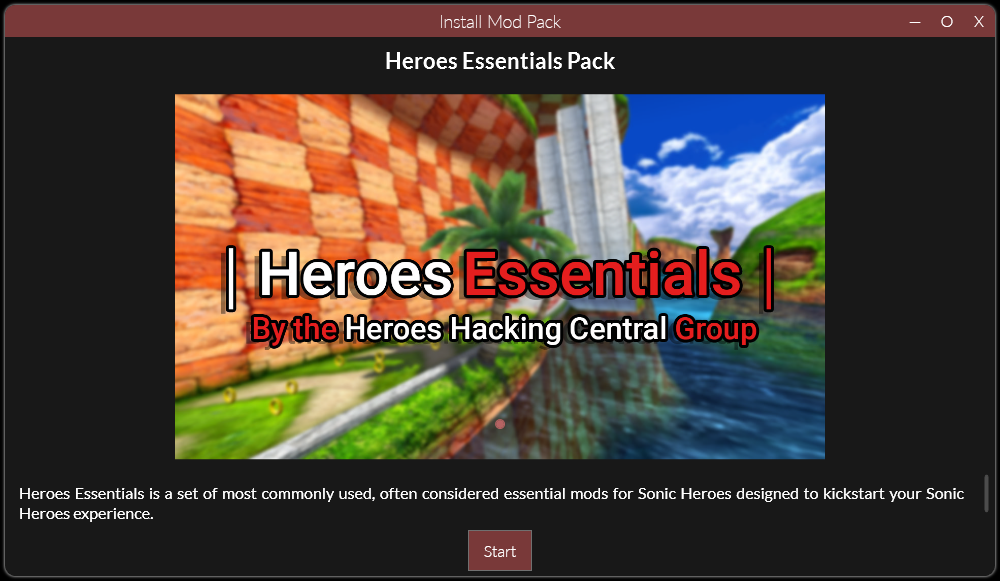 Install Mod Pack
Heroes Essentials Pack
| Heroes Essentials |
By the Heroes Hacking Central Group
Heroes Essentials is a set of most commonly used, often considered essential mods for Sonic Heroes designed to kickstart your Sonic
Heroes experience.
Start